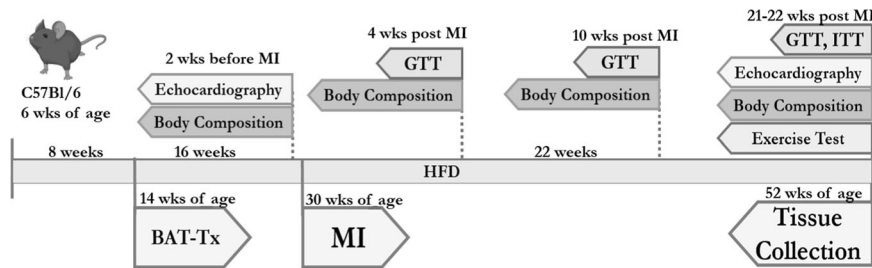 21-22 wks post MI
4 wks post MI
10 wks post MI
GTT, ITT
2 wks before MI
GTT
GTT
C57Bl/6
6 wks of age
Echocardiography
Body Composition
Body Composition
Body Composition
Echocardiography
Body Composition
Exercise Test
8 weeks
16 weeks
22 weeks
HFD
14 wks of age
30 wks of age
52 wks of age
BAT-Tx
MI
Tissue
Collection